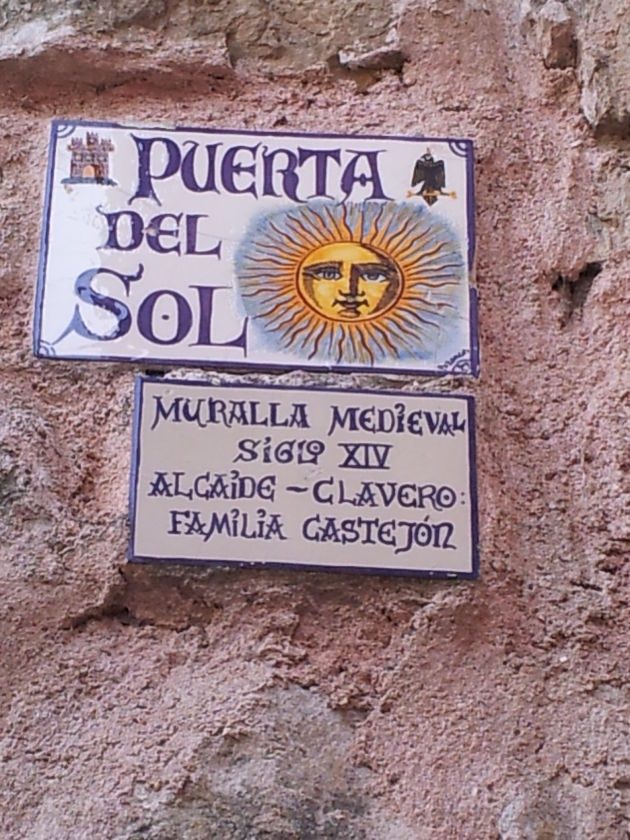 PUERTA
DEL
SOL
MURALLA MEDIEVAL
SIGLO XIV
ALCAIDE - CLAVERO:
FAMILIA CASTEJÓN